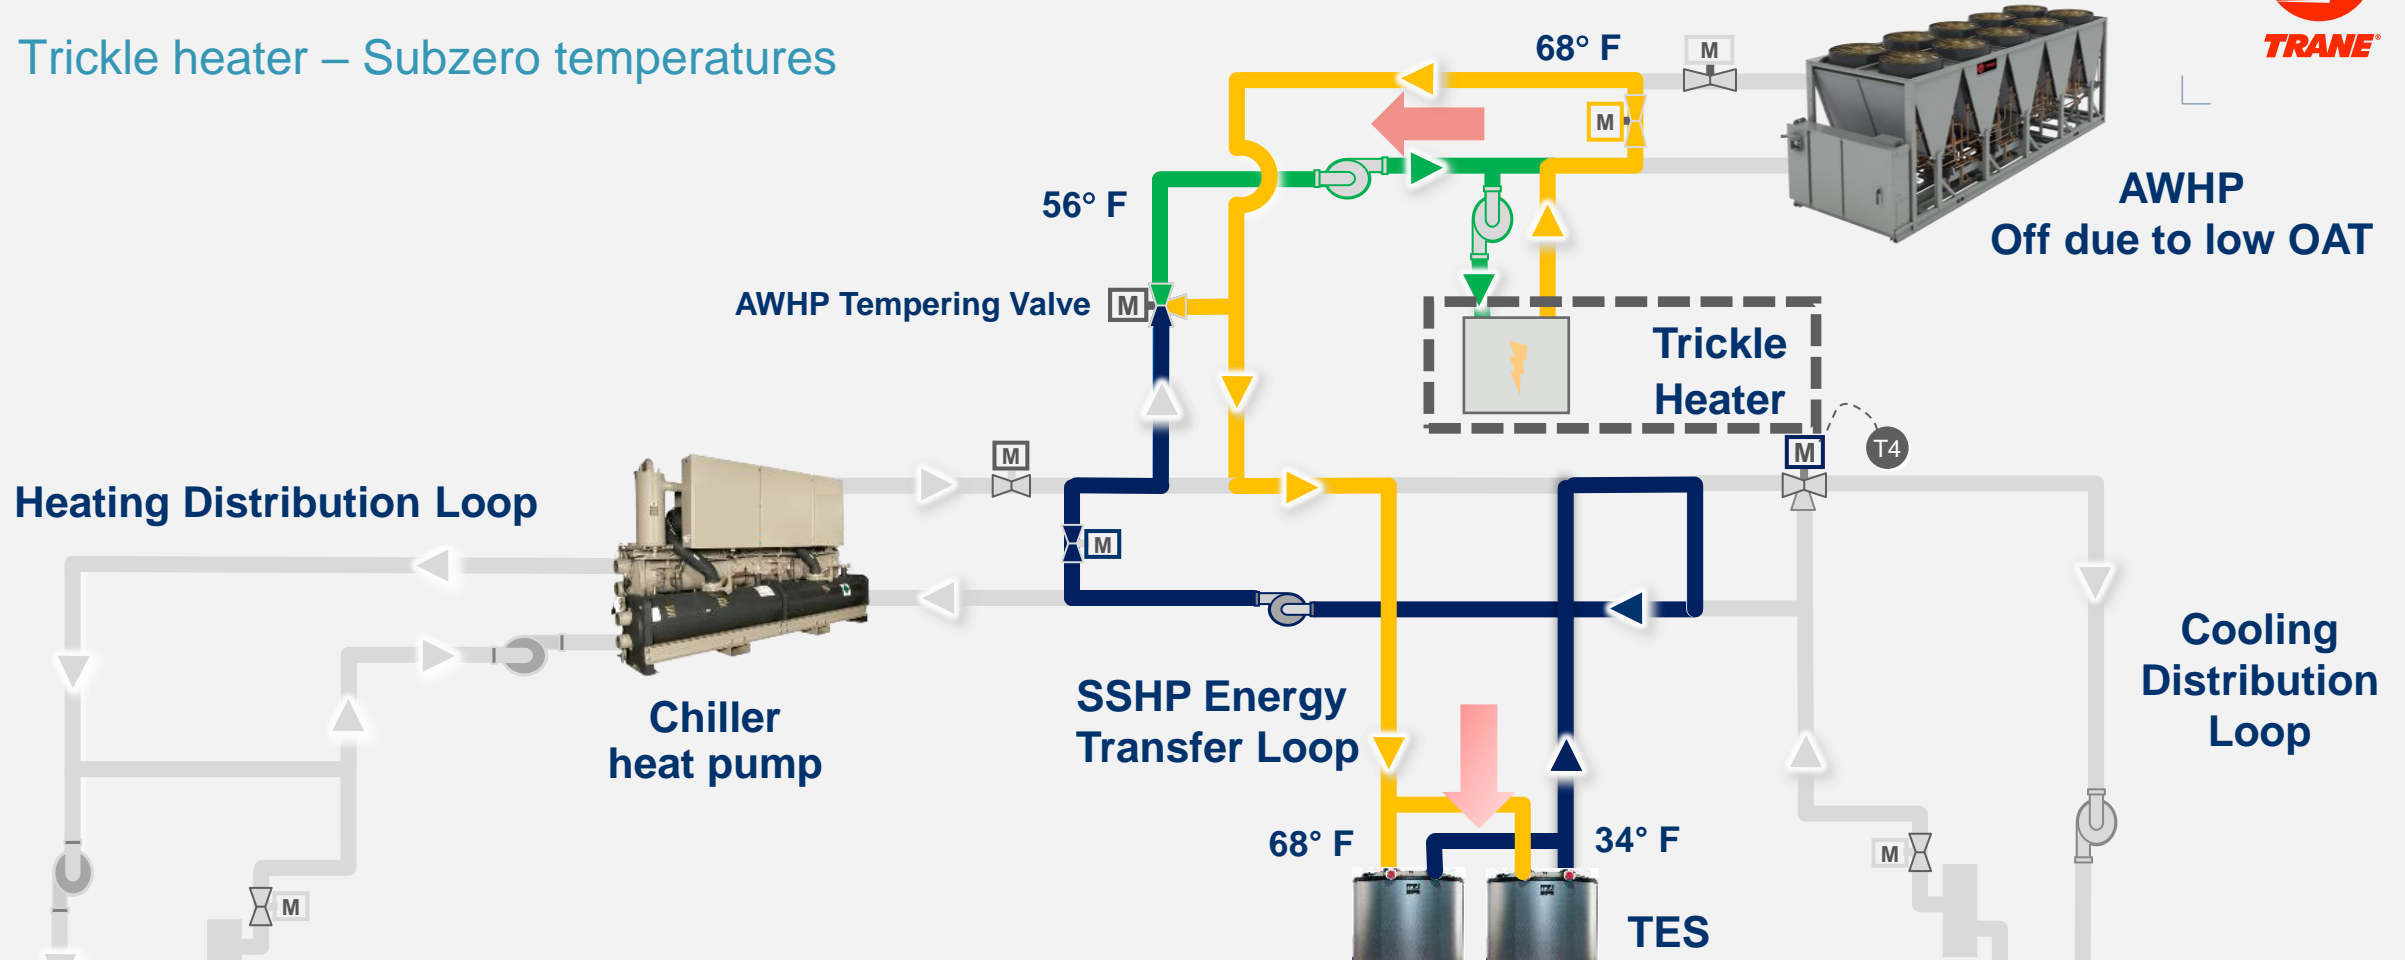 Trickle heater – Subzero temperatures
68° F
M
TRANE®
M
AWHP
Off due to low OAT
56° F
AWHP Tempering Valve
M
Trickle
Heater
M
T4
M
Heating Distribution Loop
M
Cooling
Distribution
Loop
SSHP Energy
Transfer Loop
Chiller
heat pump
68° F
34° F
M
M
TES